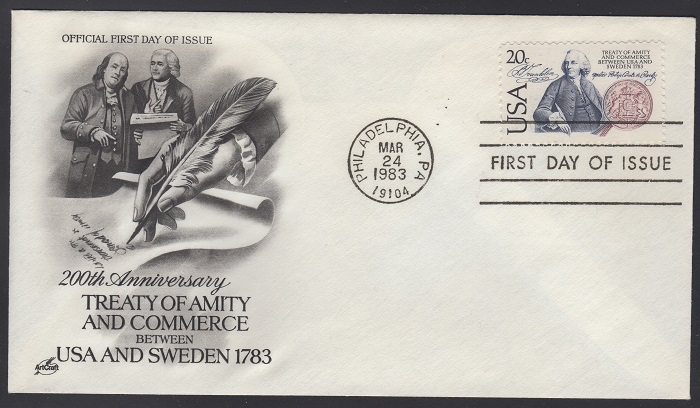 OFFICIAL FIRST DAY OF ISSUE
200th Anniversary
TREATY OF AMITY
AND COMMERCE
BETWEEN
USA AND SWEDEN 1783
ArtCraft
PHILADELPHIA, PA
MAR
24
1983
19104
20c
TREATY OF AMITY
AND COMMERCE
BETWEEN USA AND
SWEDEN 1783
B Franklin
USA
FIRST DAY OF ISSUE